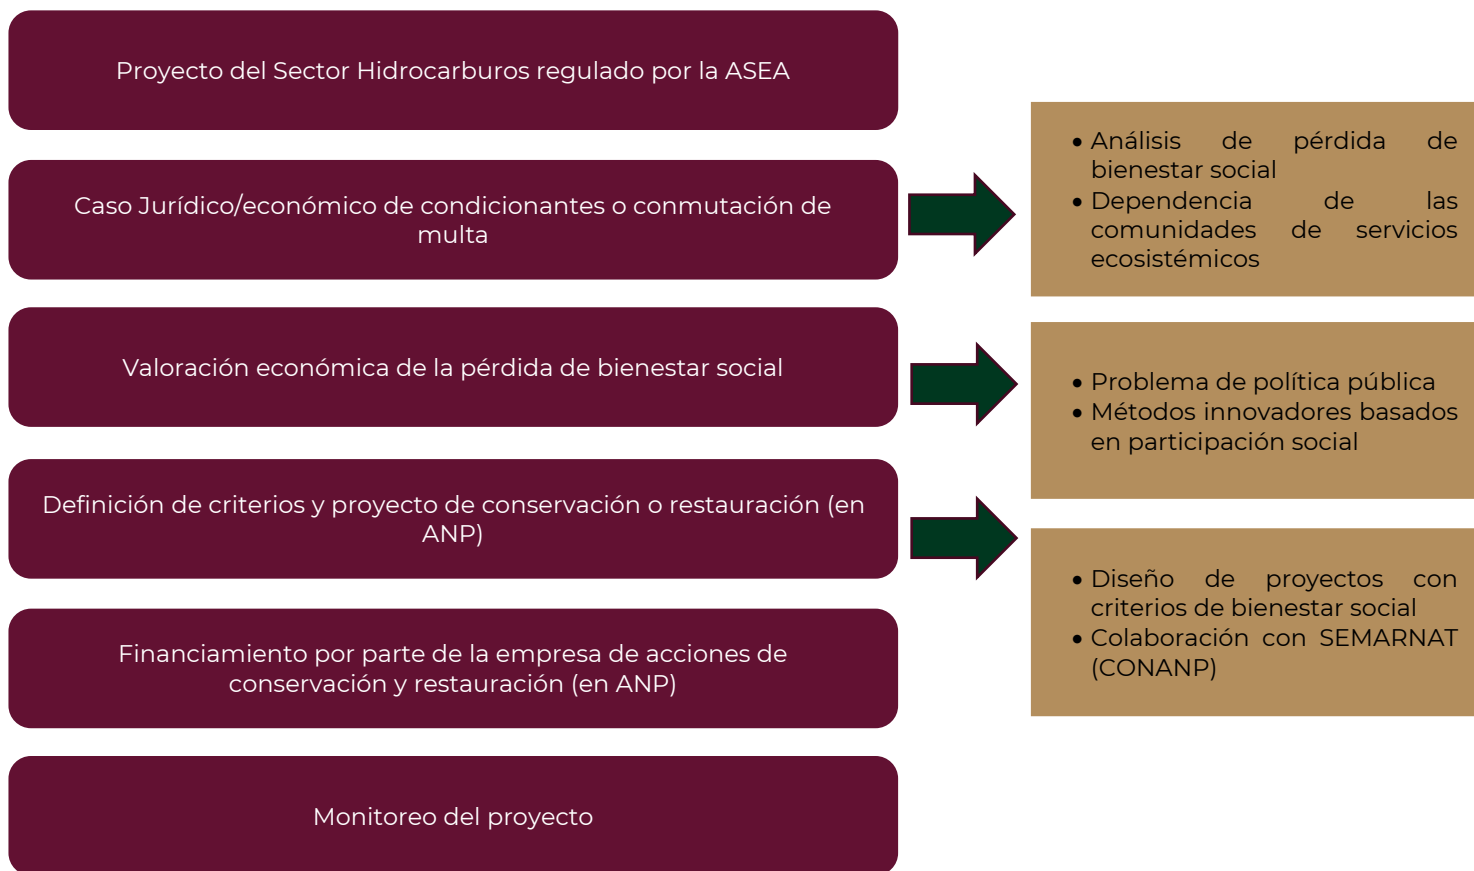 Proyecto del Sector Hidrocarburos regulado por la ASEA
Caso Jurídico/económico de condicionantes o conmutación de
multa
Valoración económica de la pérdida de bienestar social
Definición de criterios y proyecto de conservación o restauración (en
ANP)
Financiamiento por parte de la empresa de acciones de
conservación y restauración (en ANP)
Monitoreo del proyecto
• Análisis de pérdida de
bienestar social
• Dependencia de las
comunidades de servicios
ecosistémicos
• Problema de política pública
• Métodos innovadores basados
en participación social
• Diseño de proyectos con
criterios de bienestar social
• Colaboración con SEMARNAT
(CONANP)